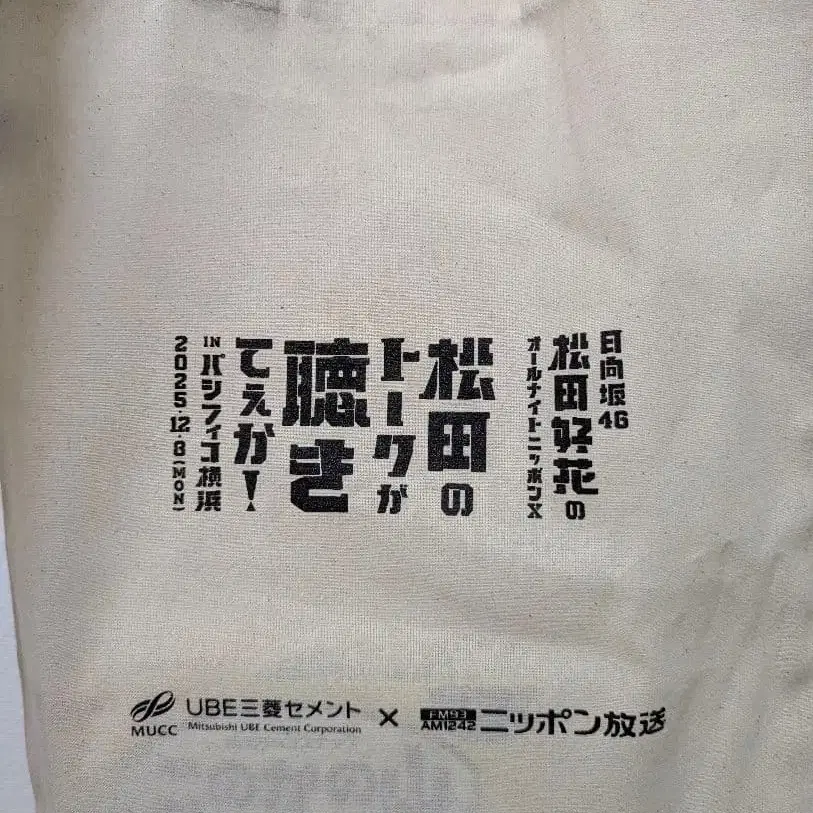 日向坂46
松田好花の
オールナイトニッポンX
松田の
トークが
聴き
てぇか!
INパシフィコ横浜
2025.12.8(MON)
UBE三菱セメント
MUCC Mitsubishi UBE Cement Corporation
×
FM93
AM1242
ニッポン放送